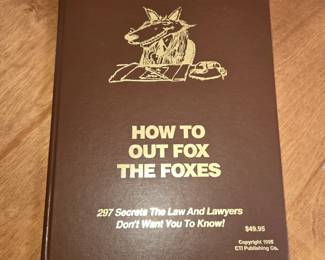 HOW TO
OUT FOX
THE FOXES
297 Secrets The Law And Lawyers
Don't Want You To Know!
$49.95
Copyright 1996
ETI Publishing Co.